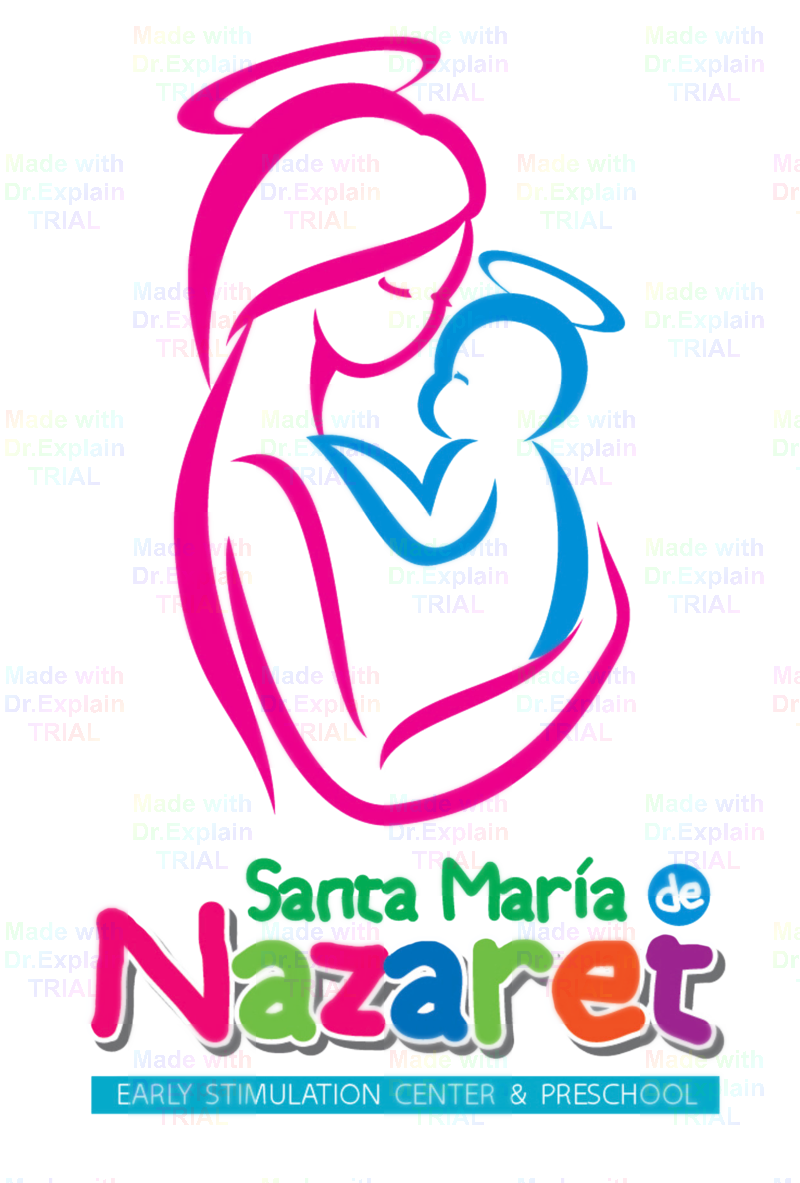 Santa María de
Nazaret
EARLY STIMULATION CENTER & PRESCHOOL
Made with
Dr.Explain
TRIAL